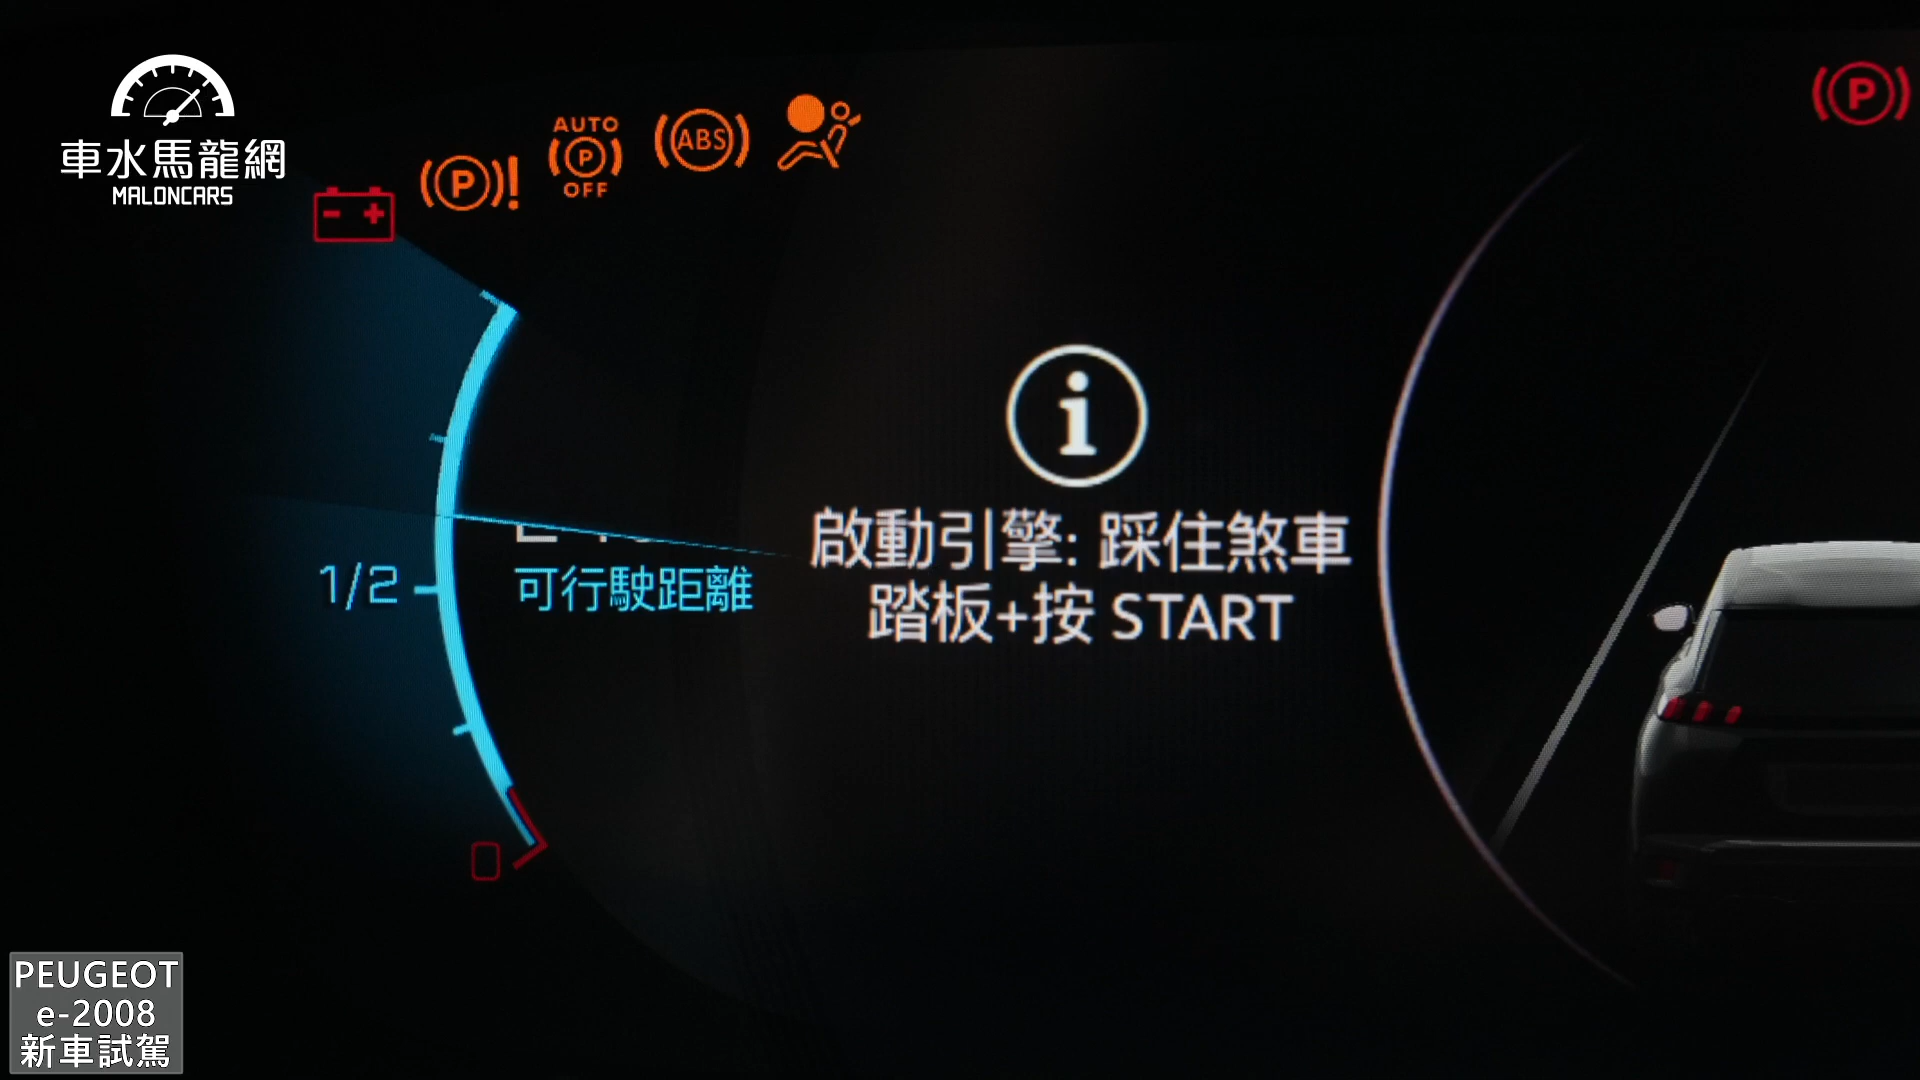 車水馬龍網
MALONCARS
P!
AUTO
P
OFF
ABS
P
1/2
可行駛距離
啟動引擎: 踩住煞車
踏板+按 START
0
PEUGEOT
e-2008
新車試駕